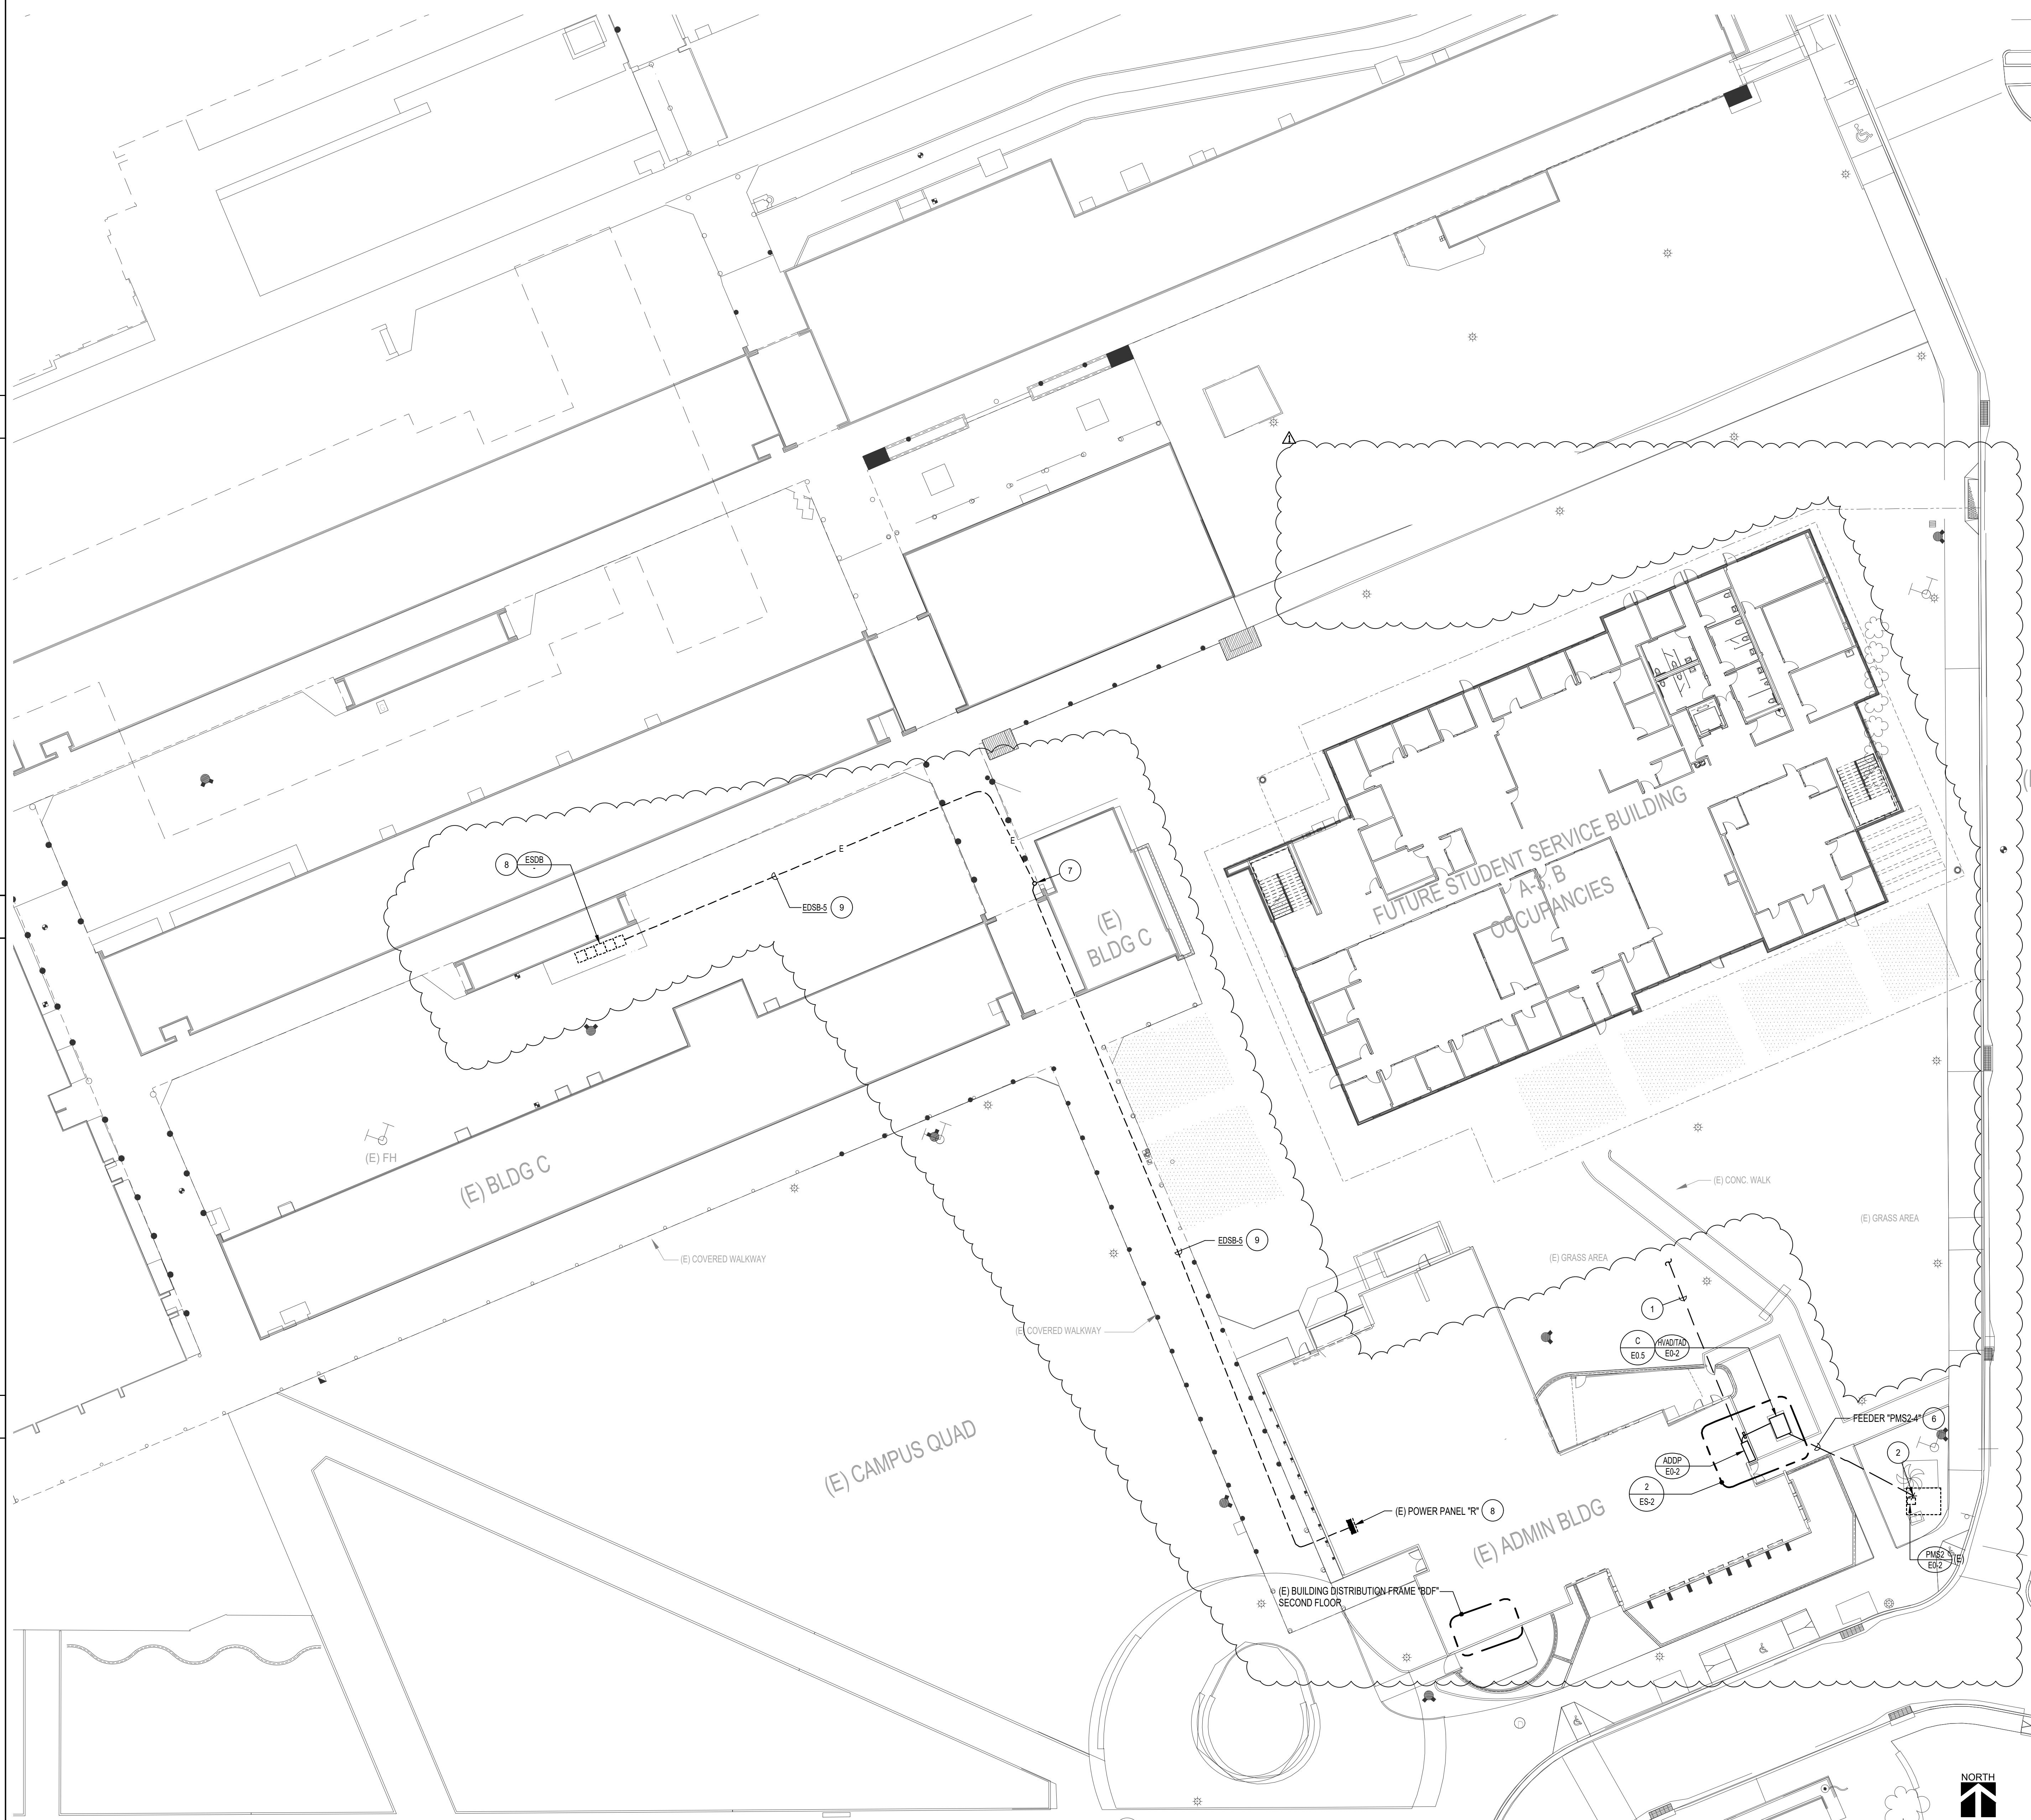 1
8
ESDB
-
E
E
7
EDSB-5
9
(E)
BLDG C
FUTURE STUDENT SERVICE BUILDING
A-3, B
OCCUPANCIES
(E) FH
(E) BLDG C
(E) CONC. WALK
(E) GRASS AREA
(E) COVERED WALKWAY
EDSB-5
9
(E) GRASS AREA
1
(E) COVERED WALKWAY
C
E0.5
HVAD/TAD
E0-2
FEEDER "PMS2-4"
6
(E) CAMPUS QUAD
ADDP
E0-2
2
2
ES-2
(E) POWER PANEL "R"
8
(E) ADMIN BLDG
PMS2
E0-2
(E)
(E) BUILDING DISTRIBUTION FRAME "BDF"
SECOND FLOOR
NORTH